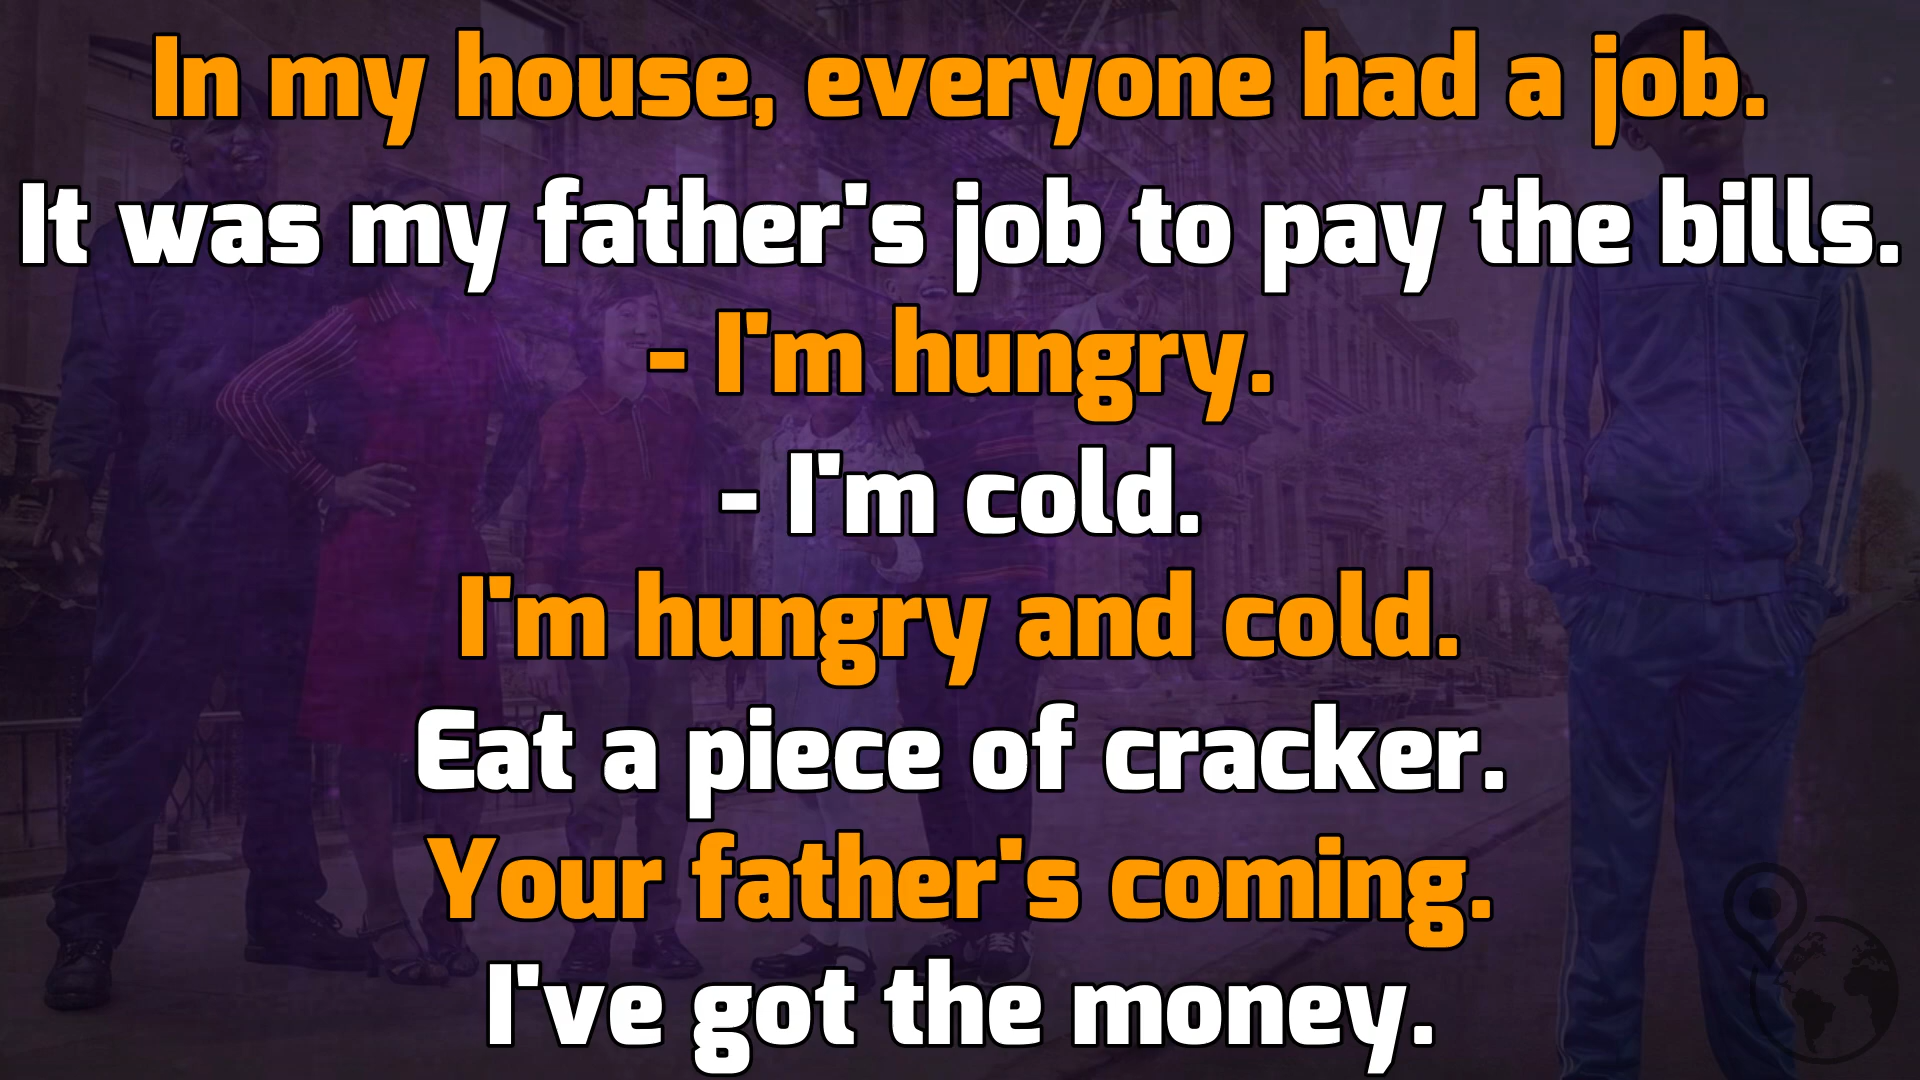 In my house, everyone had a job.
It was my father's job to pay the bills.
- I'm hungry.
- I'm cold.
I'm hungry and cold.
Eat a piece of cracker.
Your father's coming.
I've got the money.